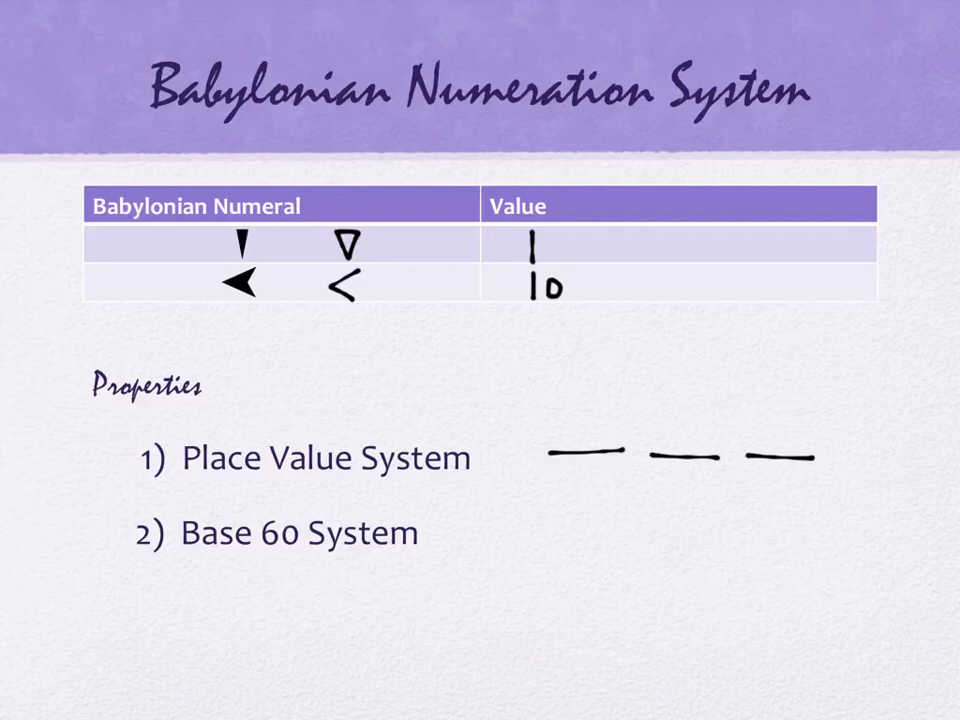 Babylonian Numeration System
Babylonian Numeral Value
1
10
Properties
1) Place Value System
2) Base 60 System